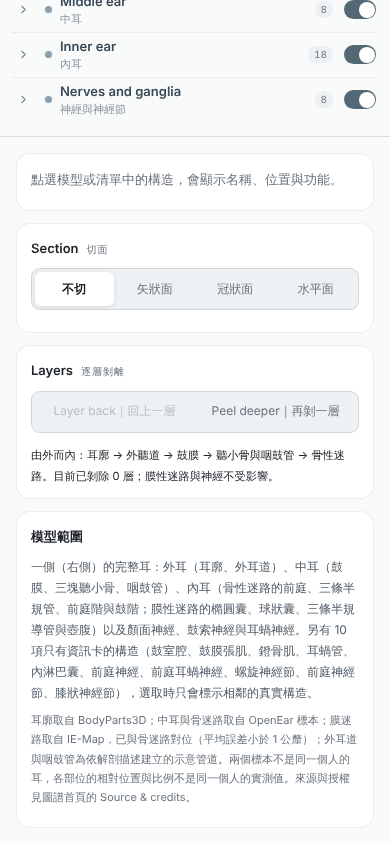 Middle ear
中耳
8
Inner ear
內耳
18
Nerves and ganglia
神經與神經節
8
點選模型或清單中的構造，會顯示名稱、位置與功能。
Section 切面
不切 矢狀面 冠狀面 水平面
Layers 逐層剝離
Layer back｜回上一層 Peel deeper｜再剝一層
由外而內：耳廓 → 外聽道 → 鼓膜 → 聽小骨與咽鼓管 → 骨性迷
路。目前已剝除 0 層；膜性迷路與神經不受影響。
模型範圍
一側（右側）的完整耳：外耳（耳廓、外耳道）、中耳（鼓
膜、三塊聽小骨、咽鼓管）、內耳（骨性迷路的前庭、三條半
規管、前庭階與鼓階；膜性迷路的橢圓囊、球狀囊、三條半規
導管與壺腹）以及顏面神經、鼓索神經與耳蝸神經。另有 10
項只有資訊卡的構造（鼓室腔、鼓膜張肌、鐙骨肌、耳蝸管、
內淋巴囊、前庭神經、前庭耳蝸神經、螺旋神經節、前庭神經
節、膝狀神經節），選取時只會標示相鄰的真實構造。
耳廓取自 BodyParts3D；中耳與骨迷路取自 OpenEar 標本；膜迷
路取自 IE-Map，已與骨迷路對位（平均誤差小於 1 公釐）；外耳道
與咽鼓管為依解剖描述建立的示意管道。兩個標本不是同一個人的
耳，各部位的相對位置與比例不是同一個人的實測值。來源與授權
見圖譜首頁的 Source & credits。